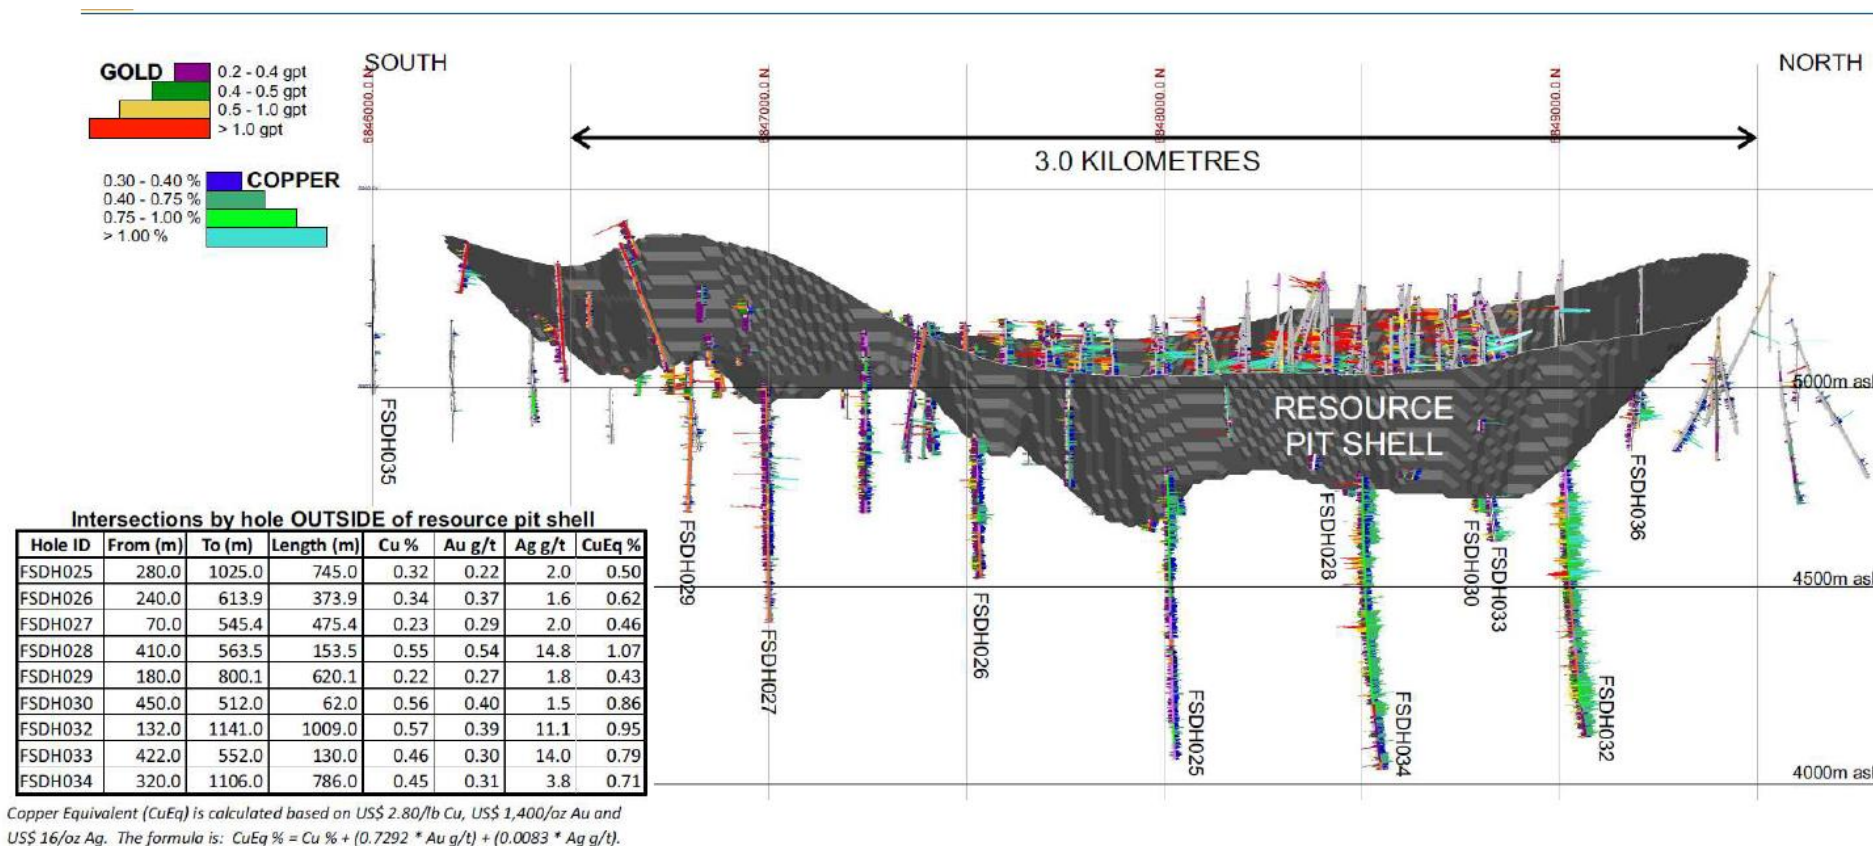 SOUTH
NORTH
GOLD
0.2 - 0.4 gpt
0.4 - 0.5 gpt
0.5 - 1.0 gpt
> 1.0 gpt
0.30 - 0.40 %
COPPER
0.40 - 0.75 %
0.75 - 1.00 %
> 1.00 %
6846000.0 N
6847000.0 N
6848000.0 N
6849000.0 N
3.0 KILOMETRES
5000m asl
4500m asl
4000m asl
RESOURCE
PIT SHELL
FSDH035
FSDH029
FSDH027
FSDH026
FSDH025
FSDH028
FSDH034
FSDH030
FSDH033
FSDH032
FSDH036
Intersections by hole OUTSIDE of resource pit shell
Hole ID From (m) To (m) Length (m) Cu % Au g/t Ag g/t CuEq %
FSDH025 280.0 1025.0 745.0 0.32 0.22 2.0 0.50
FSDH026 240.0 613.9 373.9 0.34 0.37 1.6 0.62
FSDH027 70.0 545.4 475.4 0.23 0.29 2.0 0.46
FSDH028 410.0 563.5 153.5 0.55 0.54 14.8 1.07
FSDH029 180.0 800.1 620.1 0.22 0.27 1.8 0.43
FSDH030 450.0 512.0 62.0 0.56 0.40 1.5 0.86
FSDH032 132.0 1141.0 1009.0 0.57 0.39 11.1 0.95
FSDH033 422.0 552.0 130.0 0.46 0.30 14.0 0.79
FSDH034 320.0 1106.0 786.0 0.45 0.31 3.8 0.71
Copper Equivalent (CuEq) is calculated based on US$ 2.80/lb Cu, US$ 1,400/oz Au and
US$ 16/oz Ag. The formula is: CuEq % = Cu % + (0.7292 * Au g/t) + (0.0083 * Ag g/t).